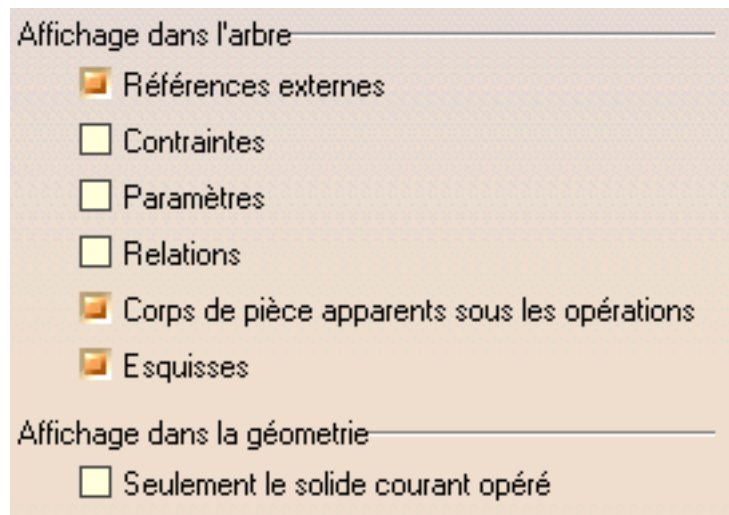 Affichage dans l'arbre
Références externes
Contraintes
Paramètres
Relations
Corps de pièce apparents sous les opérations
Esquisses
Affichage dans la géometrie
Seulement le solide courant opéré